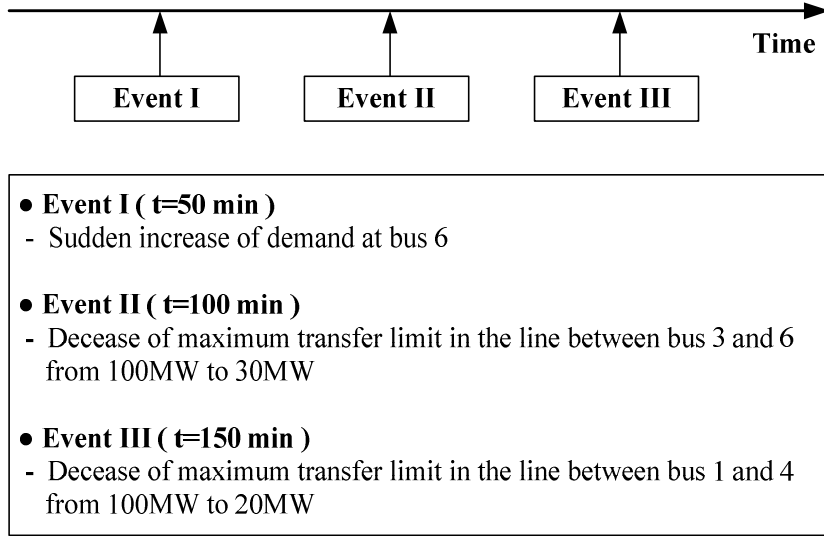 Time
Event I
Event II
Event III
● Event I ( t=50 min )
- Sudden increase of demand at bus 6
● Event II ( t=100 min )
- Decease of maximum transfer limit in the line between bus 3 and 6
from 100MW to 30MW
● Event III ( t=150 min )
- Decease of maximum transfer limit in the line between bus 1 and 4
from 100MW to 20MW